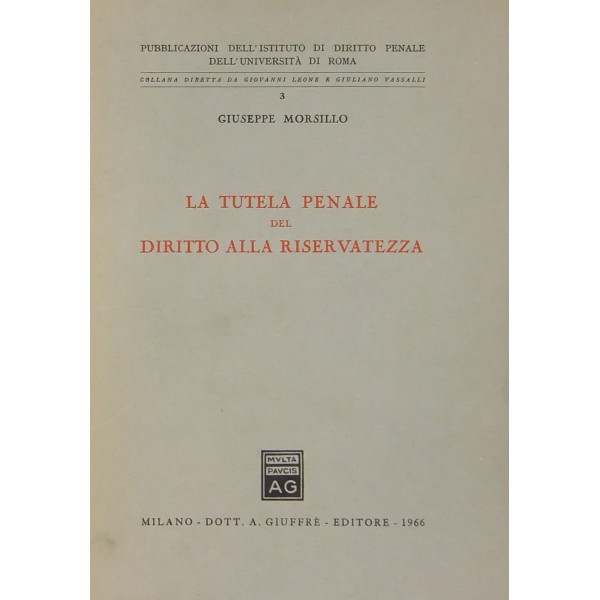 PUBBLICAZIONI DELL'ISTITUTO DI DIRITTO PENALE
DELL'UNIVERSITÀ DI ROMA
COLLANA DIRETTA DA GIOVANNI LEONE E GIULIANO VASSALLI
3
GIUSEPPE MORSILLO
LA TUTELA PENALE
DEL
DIRITTO ALLA RISERVATEZZA
MVLTA
PAVCIS
AG
MILANO - DOTT. A. GIUFFRÈ - EDITORE - 1966